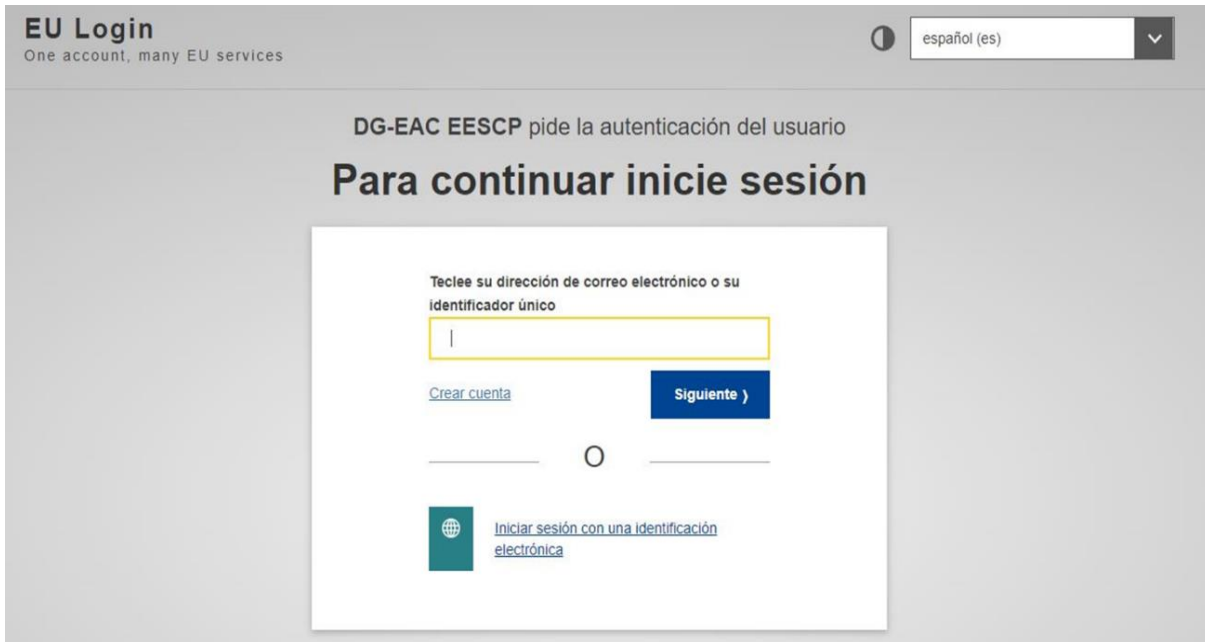 EU Login
One account, many EU services
español (es)
DG-EAC EESCP pide la autenticación del usuario
Para continuar inicie sesión
Teclee su dirección de correo electrónico o su
identificador único
Crear cuenta
Siguiente ⟩
O
Iniciar sesión con una identificación
electrónica